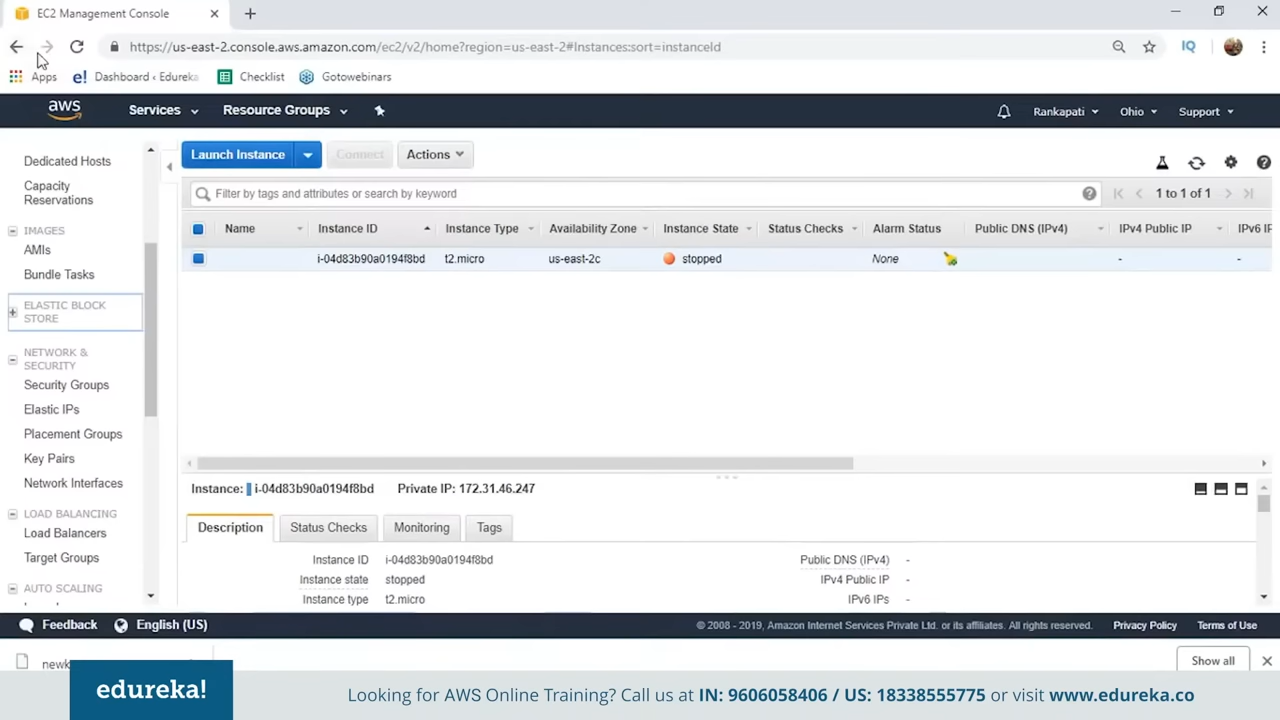 EC2 Management Console
https://us-east-2.console.aws.amazon.com/ec2/v2/home?region=us-east-2#Instances:sort=instanceId
IQ
Apps
e! Dashboard ‹ Edureka
Checklist
Gotowebinars
aws
Services
Resource Groups
Rankapati
Ohio
Support
Dedicated Hosts
Capacity
Reservations
IMAGES
AMIs
Bundle Tasks
ELASTIC BLOCK
STORE
NETWORK &
SECURITY
Security Groups
Elastic IPs
Placement Groups
Key Pairs
Network Interfaces
LOAD BALANCING
Load Balancers
Target Groups
AUTO SCALING
Launch Instance
Connect
Actions
Filter by tags and attributes or search by keyword
1 to 1 of 1
Name Instance ID Instance Type Availability Zone Instance State Status Checks Alarm Status Public DNS (IPv4) IPv4 Public IP IPv6 IP
i-04d83b90a0194f8bd t2.micro us-east-2c stopped None - -
Instance: i-04d83b90a0194f8bd Private IP: 172.31.46.247
Description Status Checks Monitoring Tags
Instance ID i-04d83b90a0194f8bd Public DNS (IPv4) -
Instance state stopped IPv4 Public IP -
Instance type t2.micro IPv6 IPs -
Feedback English (US)
© 2008 - 2019, Amazon Internet Services Private Ltd. or its affiliates. All rights reserved. Privacy Policy Terms of Use
Show all
edureka!
Looking for AWS Online Training? Call us at IN: 9606058406 / US: 18338555775 or visit www.edureka.co